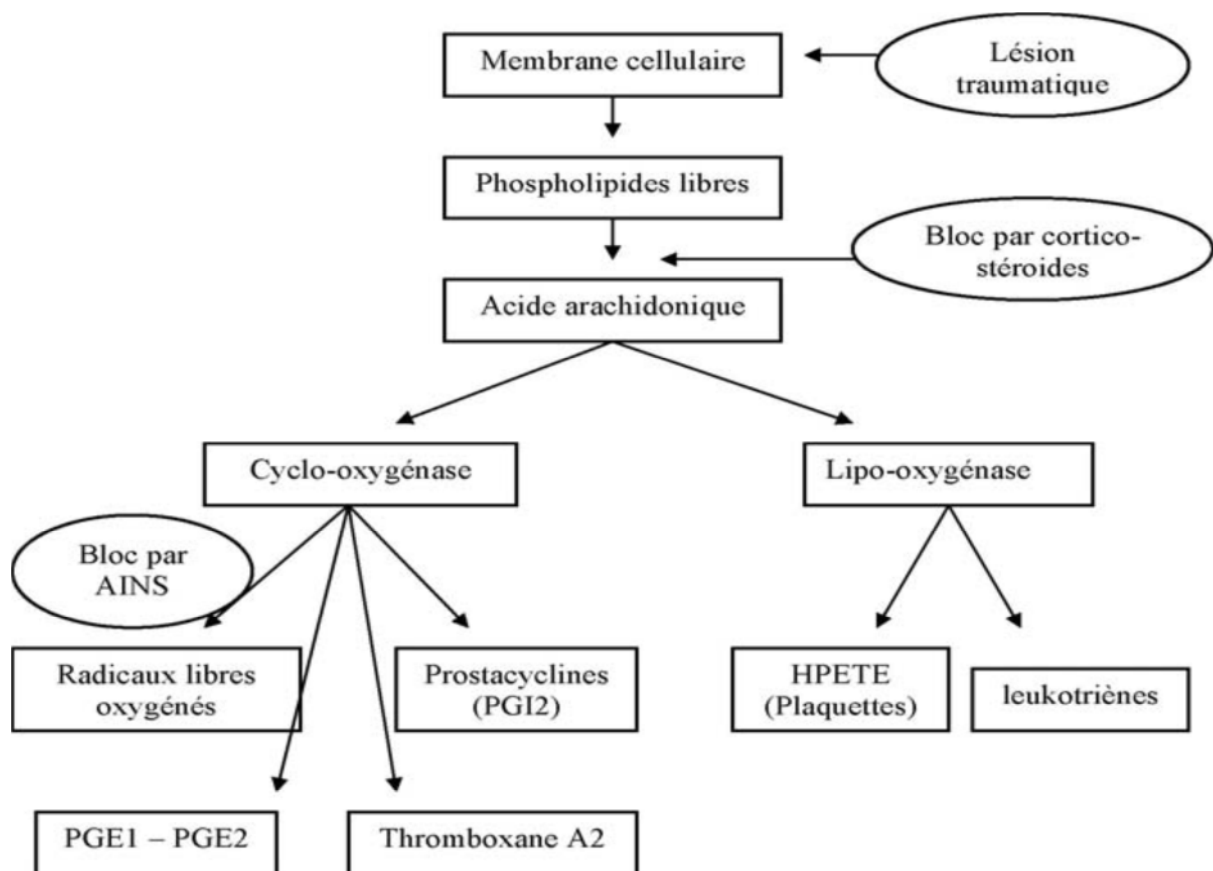 Membrane cellulaire
Lésion
traumatique
Phospholipides libres
Bloc par cortico-
stéroides
Acide arachidonique
Cyclo-oxygénase
Lipo-oxygénase
Bloc par
AINS
Radicaux libres
oxygénés
Prostacyclines
(PGI2)
HPETE
(Plaquettes)
leukotriènes
PGE1 – PGE2
Thromboxane A2